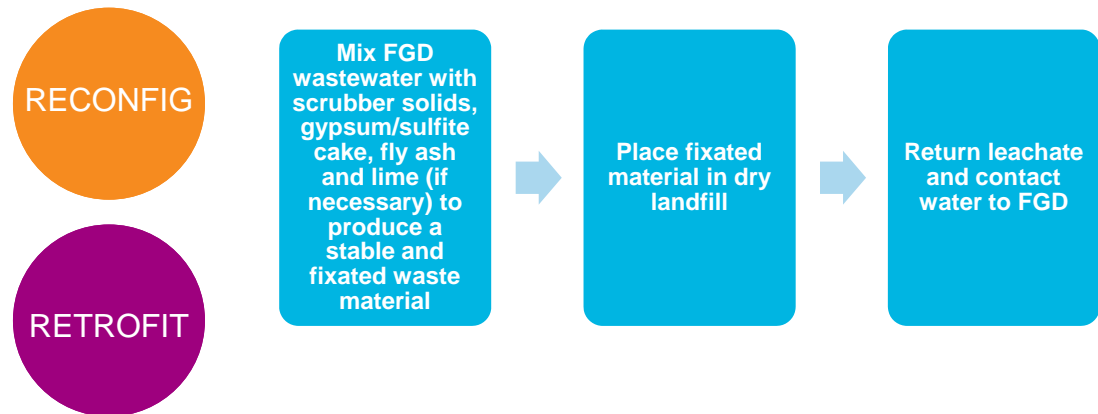 RECONFIG
RETROFIT
Mix FGD
wastewater with
scrubber solids,
gypsum/sulfite
cake, fly ash
and lime (if
necessary) to
produce a
stable and
fixated waste
material
Place fixated
material in dry
landfill
Return leachate
and contact
water to FGD